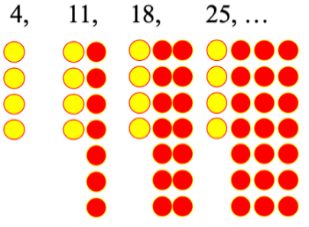 4, 11, 18, 25, …